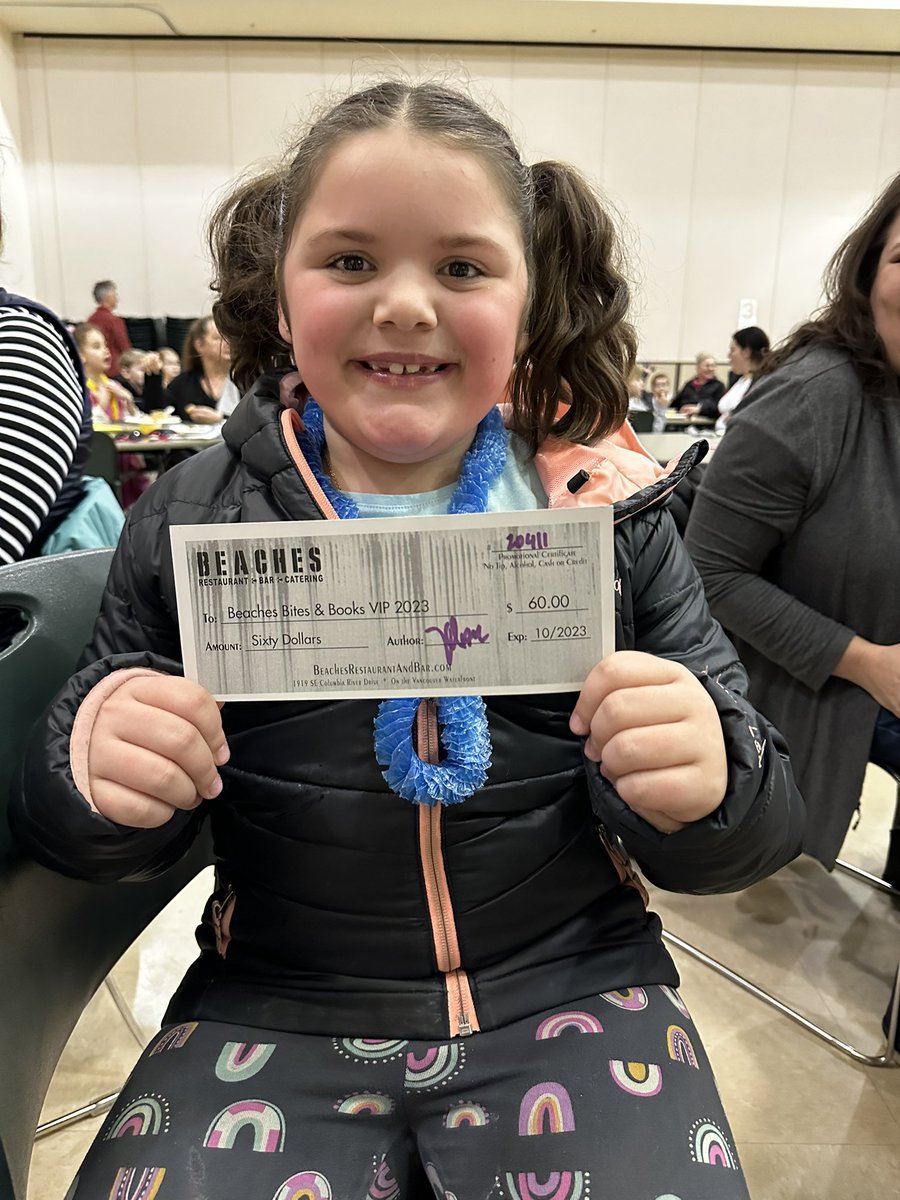 BEACHES
RESTAURANT & BAR & CATERING
20411
PROMOTIONAL CERTIFICATE
NO TIP, ALCOHOL, CASH OR CREDIT
TO: Beaches Bites & Books VIP 2023 $ 60.00
AMOUNT: Sixty Dollars AUTHOR: EXP: 10/2023
BEACHESRESTAURANTANDBAR.COM
1919 SE COLUMBIA RIVER DRIVE * ON THE VANCOUVER WATERFRONT
3